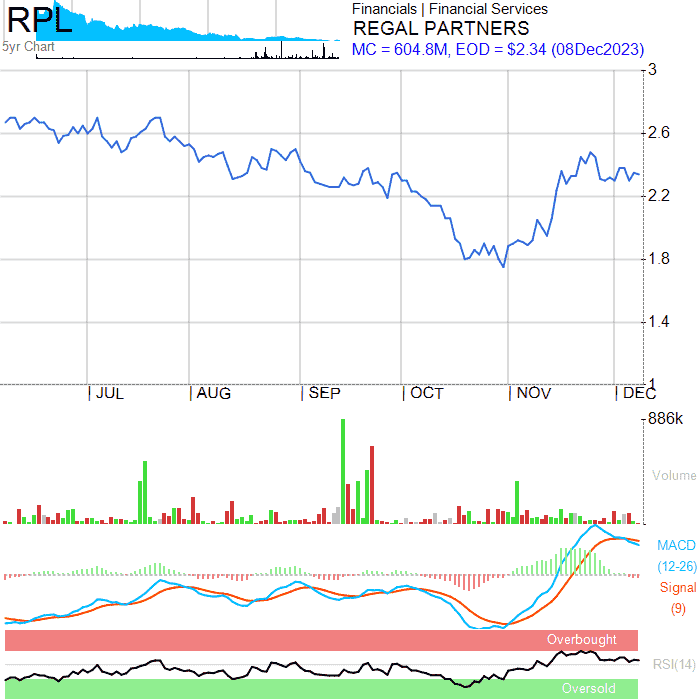 RPL
5yr Chart
Financials | Financial Services
REGAL PARTNERS
MC = 604.8M, EOD = $2.34 (08Dec2023)
3
2.6
2.2
1.8
1.4
1
JUL AUG SEP OCT NOV DEC
886k
Volume
MACD
(12-26)
Signal
(9)
Overbought
RSI(14)
Oversold